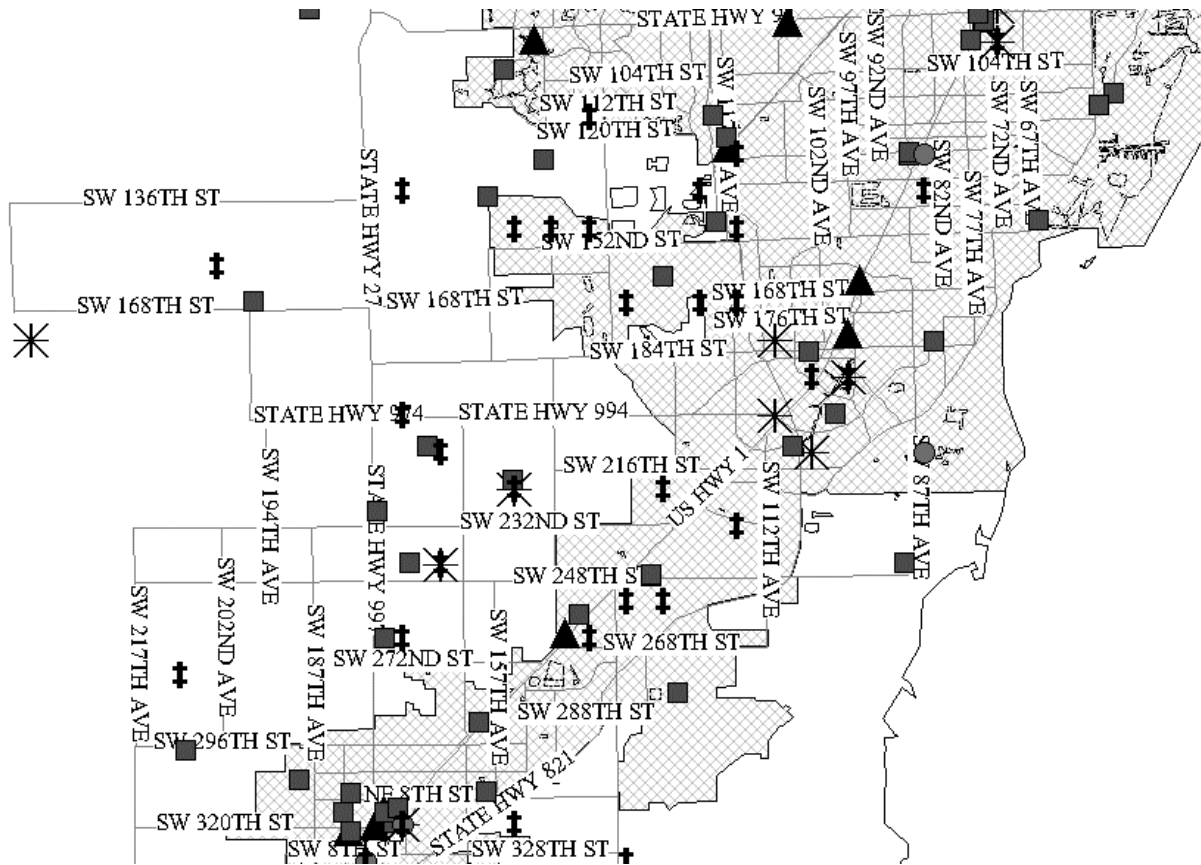 STATE HWY 9
SW 104TH ST
SW 104TH ST
SW 112TH ST
SW 120TH ST
SW 92ND AVE
SW 97TH AVE
SW 102ND AVE
SW 72ND AVE
SW 67TH AVE
SW 82ND AVE
SW 77TH AVE
AVE
STATE HWY 27
SW 136TH ST
SW 152ND ST
SW 168TH ST
SW 168TH ST
SW 168TH ST
SW 176TH ST
SW 184TH ST
STATE HWY 974
STATE HWY 994
SW 216TH ST
US HWY 1
SW 194TH AVE
STATE HWY 997
SW 112TH AVE
SW 87TH AVE
SW 232ND ST
SW 248TH S
SW 217TH AVE
SW 202ND AVE
SW 187TH AVE
SW 157TH AVE
SW 268TH ST
SW 272ND ST
SW 288TH ST
SW 296TH ST
STATE HWY 821
NE 8TH ST
SW 320TH ST
SW 8TH ST
SW 328TH ST